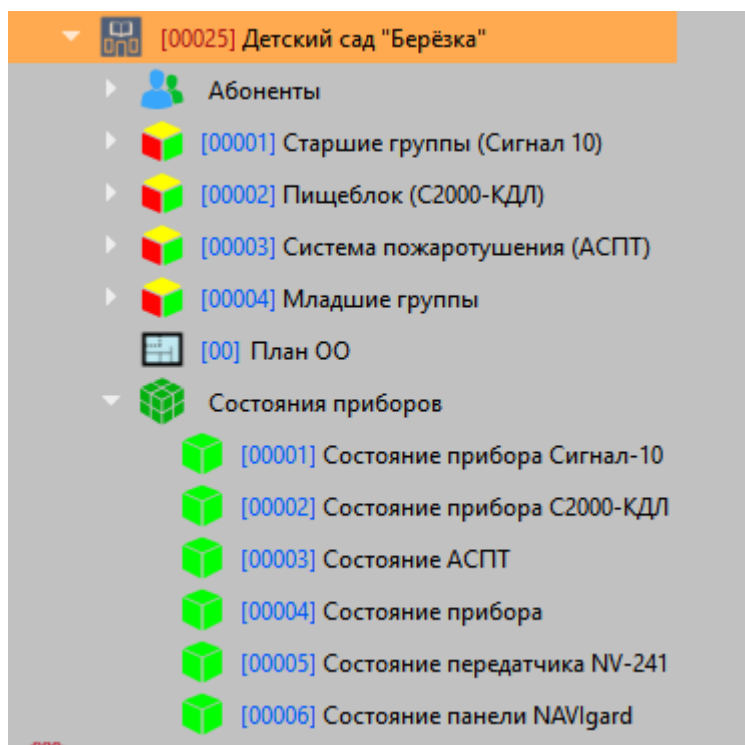 [00025] Детский сад "Берёзка"
Абоненты
[00001] Старшие группы (Сигнал 10)
[00002] Пищеблок (С2000-КДЛ)
[00003] Система пожаротушения (АСПТ)
[00004] Младшие группы
[00] План ОО
Состояния приборов
[00001] Состояние прибора Сигнал-10
[00002] Состояние прибора С2000-КДЛ
[00003] Состояние АСПТ
[00004] Состояние прибора
[00005] Состояние передатчика NV-241
[00006] Состояние панели NAVIgard